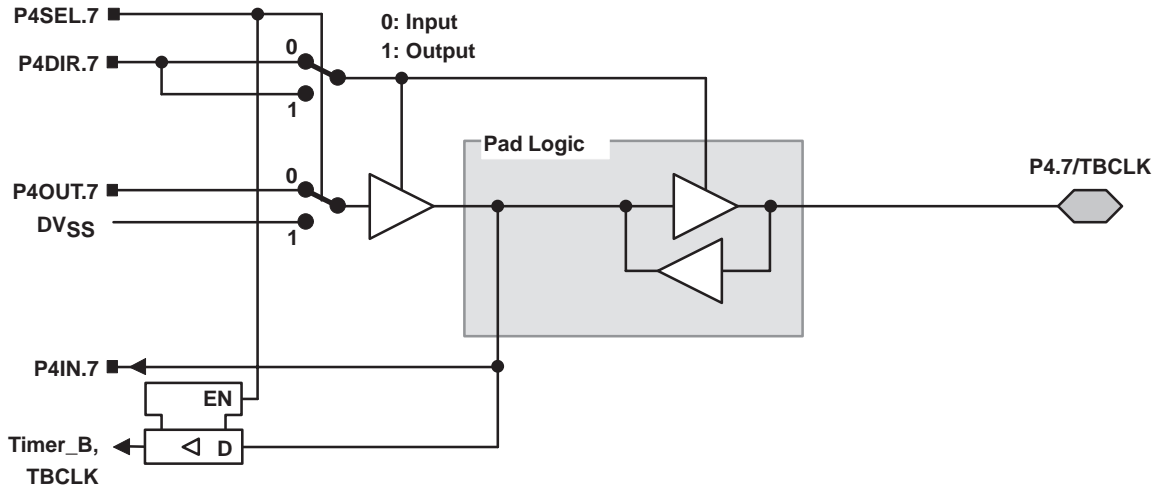 P4SEL.7
0: Input
1: Output
P4DIR.7
0
1
Pad Logic
P4.7/TBCLK
P4OUT.7
0
DVSS
1
P4IN.7
EN
D
Timer_B,
TBCLK